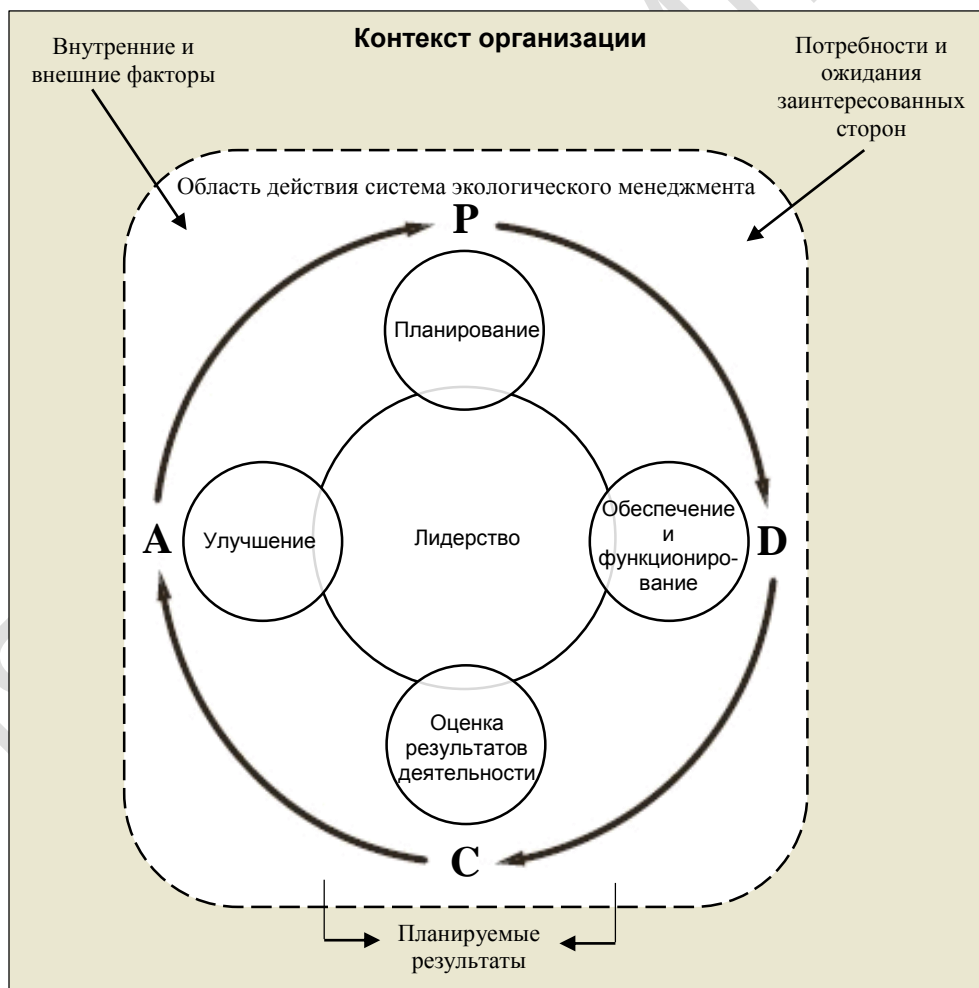 Контекст организации
Внутренние и
внешние факторы
Потребности и
ожидания
заинтересованных
сторон
Область действия система экологического менеджмента
P
Планирование
A
Улучшение
Лидерство
Обеспечение
и
функциониро-
вание
D
Оценка
результатов
деятельности
C
Планируемые
результаты